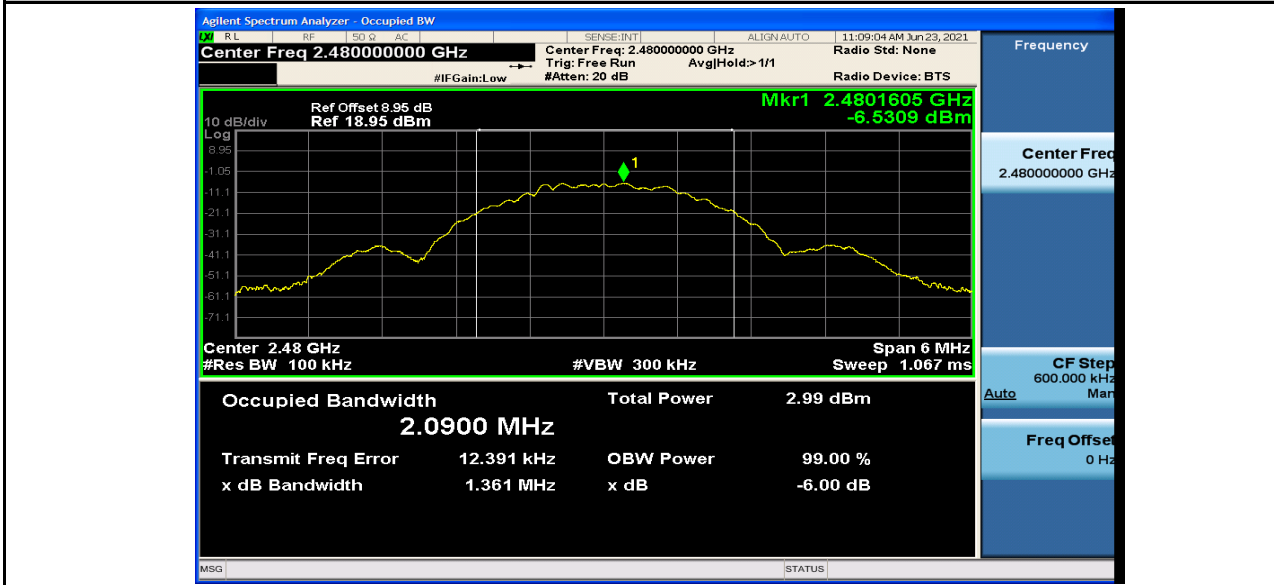 Agilent Spectrum Analyzer - Occupied BW
LXI RL RF 50 Ω AC SENSE:INT ALIGN AUTO 11:09:04 AM Jun 23, 2021
Center Freq 2.480000000 GHz
Center Freq: 2.480000000 GHz Radio Std: None
Trig: Free Run Avg|Hold:>1/1
#IFGain:Low #Atten: 20 dB Radio Device: BTS
Frequency
Mkr1 2.4801605 GHz
-6.5309 dBm
Ref Offset 8.95 dB
10 dB/div Ref 18.95 dBm
Log
8.95
-1.05
-11.1
-21.1
-31.1
-41.1
-51.1
-61.1
-71.1
1
Center 2.48 GHz Span 6 MHz
#Res BW 100 kHz #VBW 300 kHz Sweep 1.067 ms
Occupied Bandwidth Total Power 2.99 dBm
2.0900 MHz
Transmit Freq Error 12.391 kHz OBW Power 99.00 %
x dB Bandwidth 1.361 MHz x dB -6.00 dB
Center Freq
2.480000000 GHz
CF Step
600.000 kHz
Auto Man
Freq Offset
0 Hz
MSG STATUS